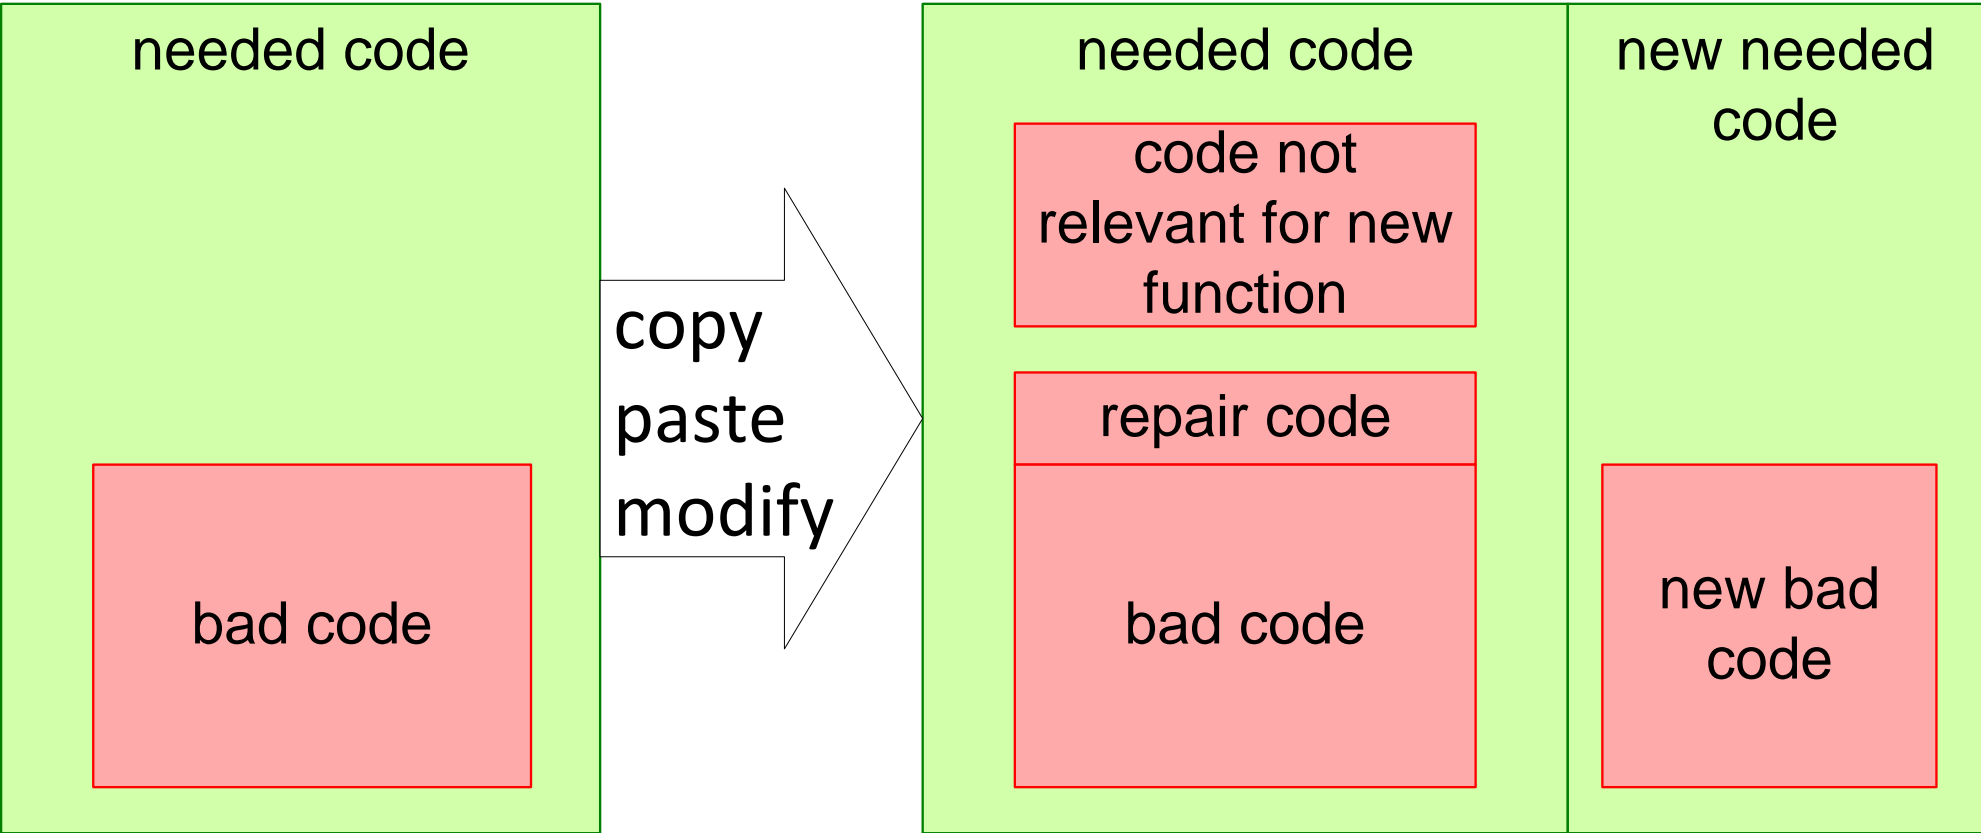 needed code
bad code
copy
paste
modify
needed code
code not
relevant for new
function
repair code
bad code
new needed
code
new bad
code